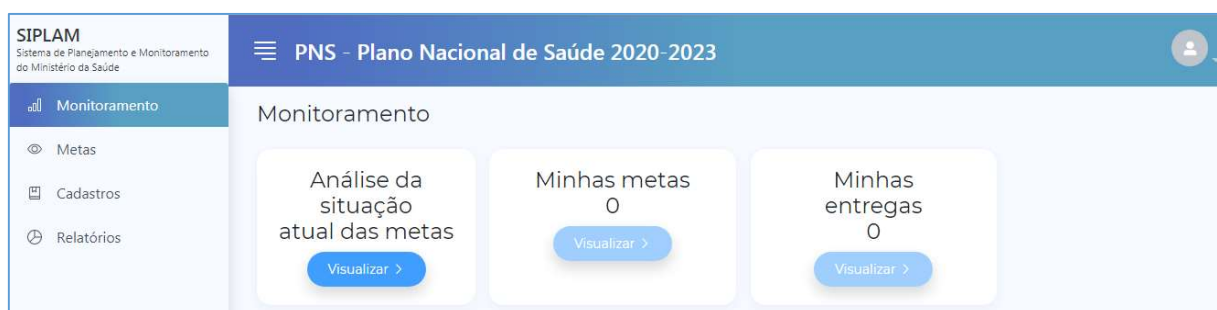 SIPLAM
Sistema de Planejamento e Monitoramento
do Ministério da Saúde
PNS - Plano Nacional de Saúde 2020-2023
Monitoramento
Metas
Cadastros
Relatórios
Monitoramento
Análise da
situação
atual das metas
Visualizar >
Minhas metas
0
Visualizar >
Minhas
entregas
0
Visualizar >